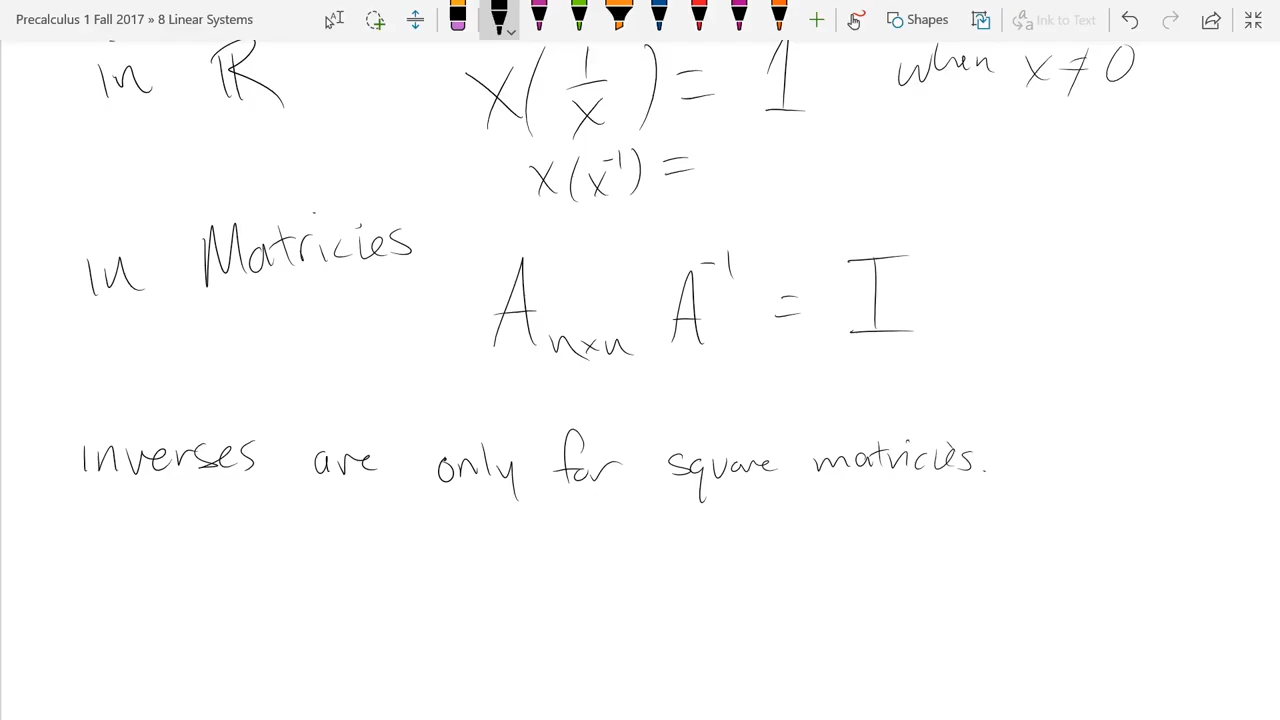 Precalculus 1 Fall 2017 » 8 Linear Systems Shapes Ink to Text
in ℝ x(1/x) = 1 when x ≠ 0
x(x⁻¹) =
in Matricies
Aₙₓₙ A⁻¹ = I
inverses are only for square matricies.